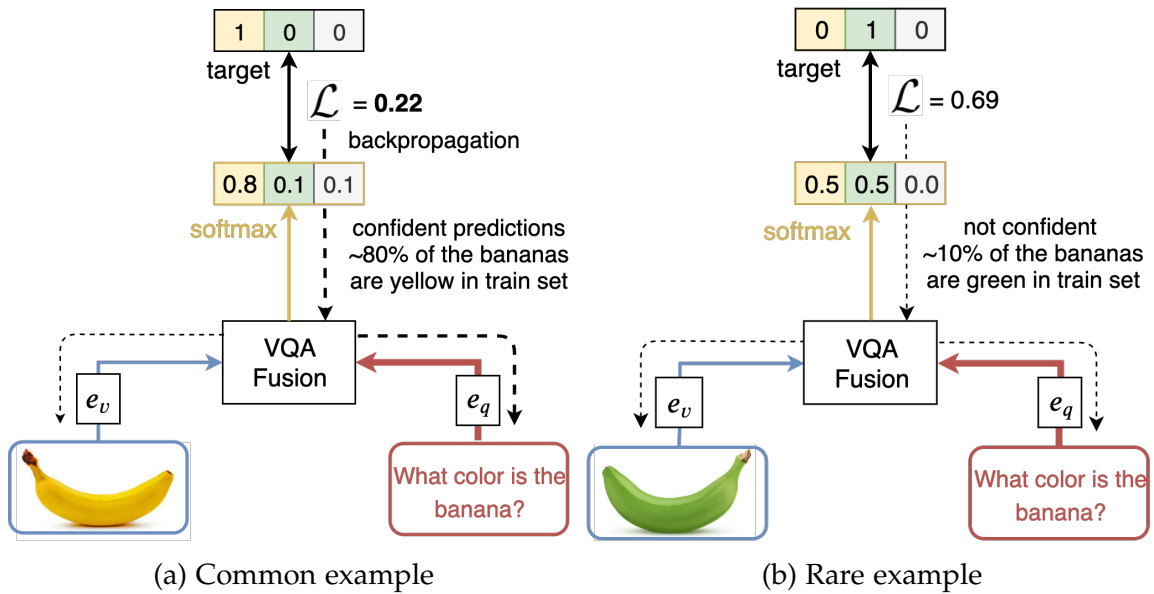 1 0 0
target
ℒ = 0.22
backpropagation
0.8 0.1 0.1
softmax
confident predictions
~80% of the bananas
are yellow in train set
VQA
Fusion
e_v
e_q
What color is the
banana?
(a) Common example
0 1 0
target
ℒ = 0.69
0.5 0.5 0.0
softmax
not confident
~10% of the bananas
are green in train set
VQA
Fusion
e_v
e_q
What color is the
banana?
(b) Rare example